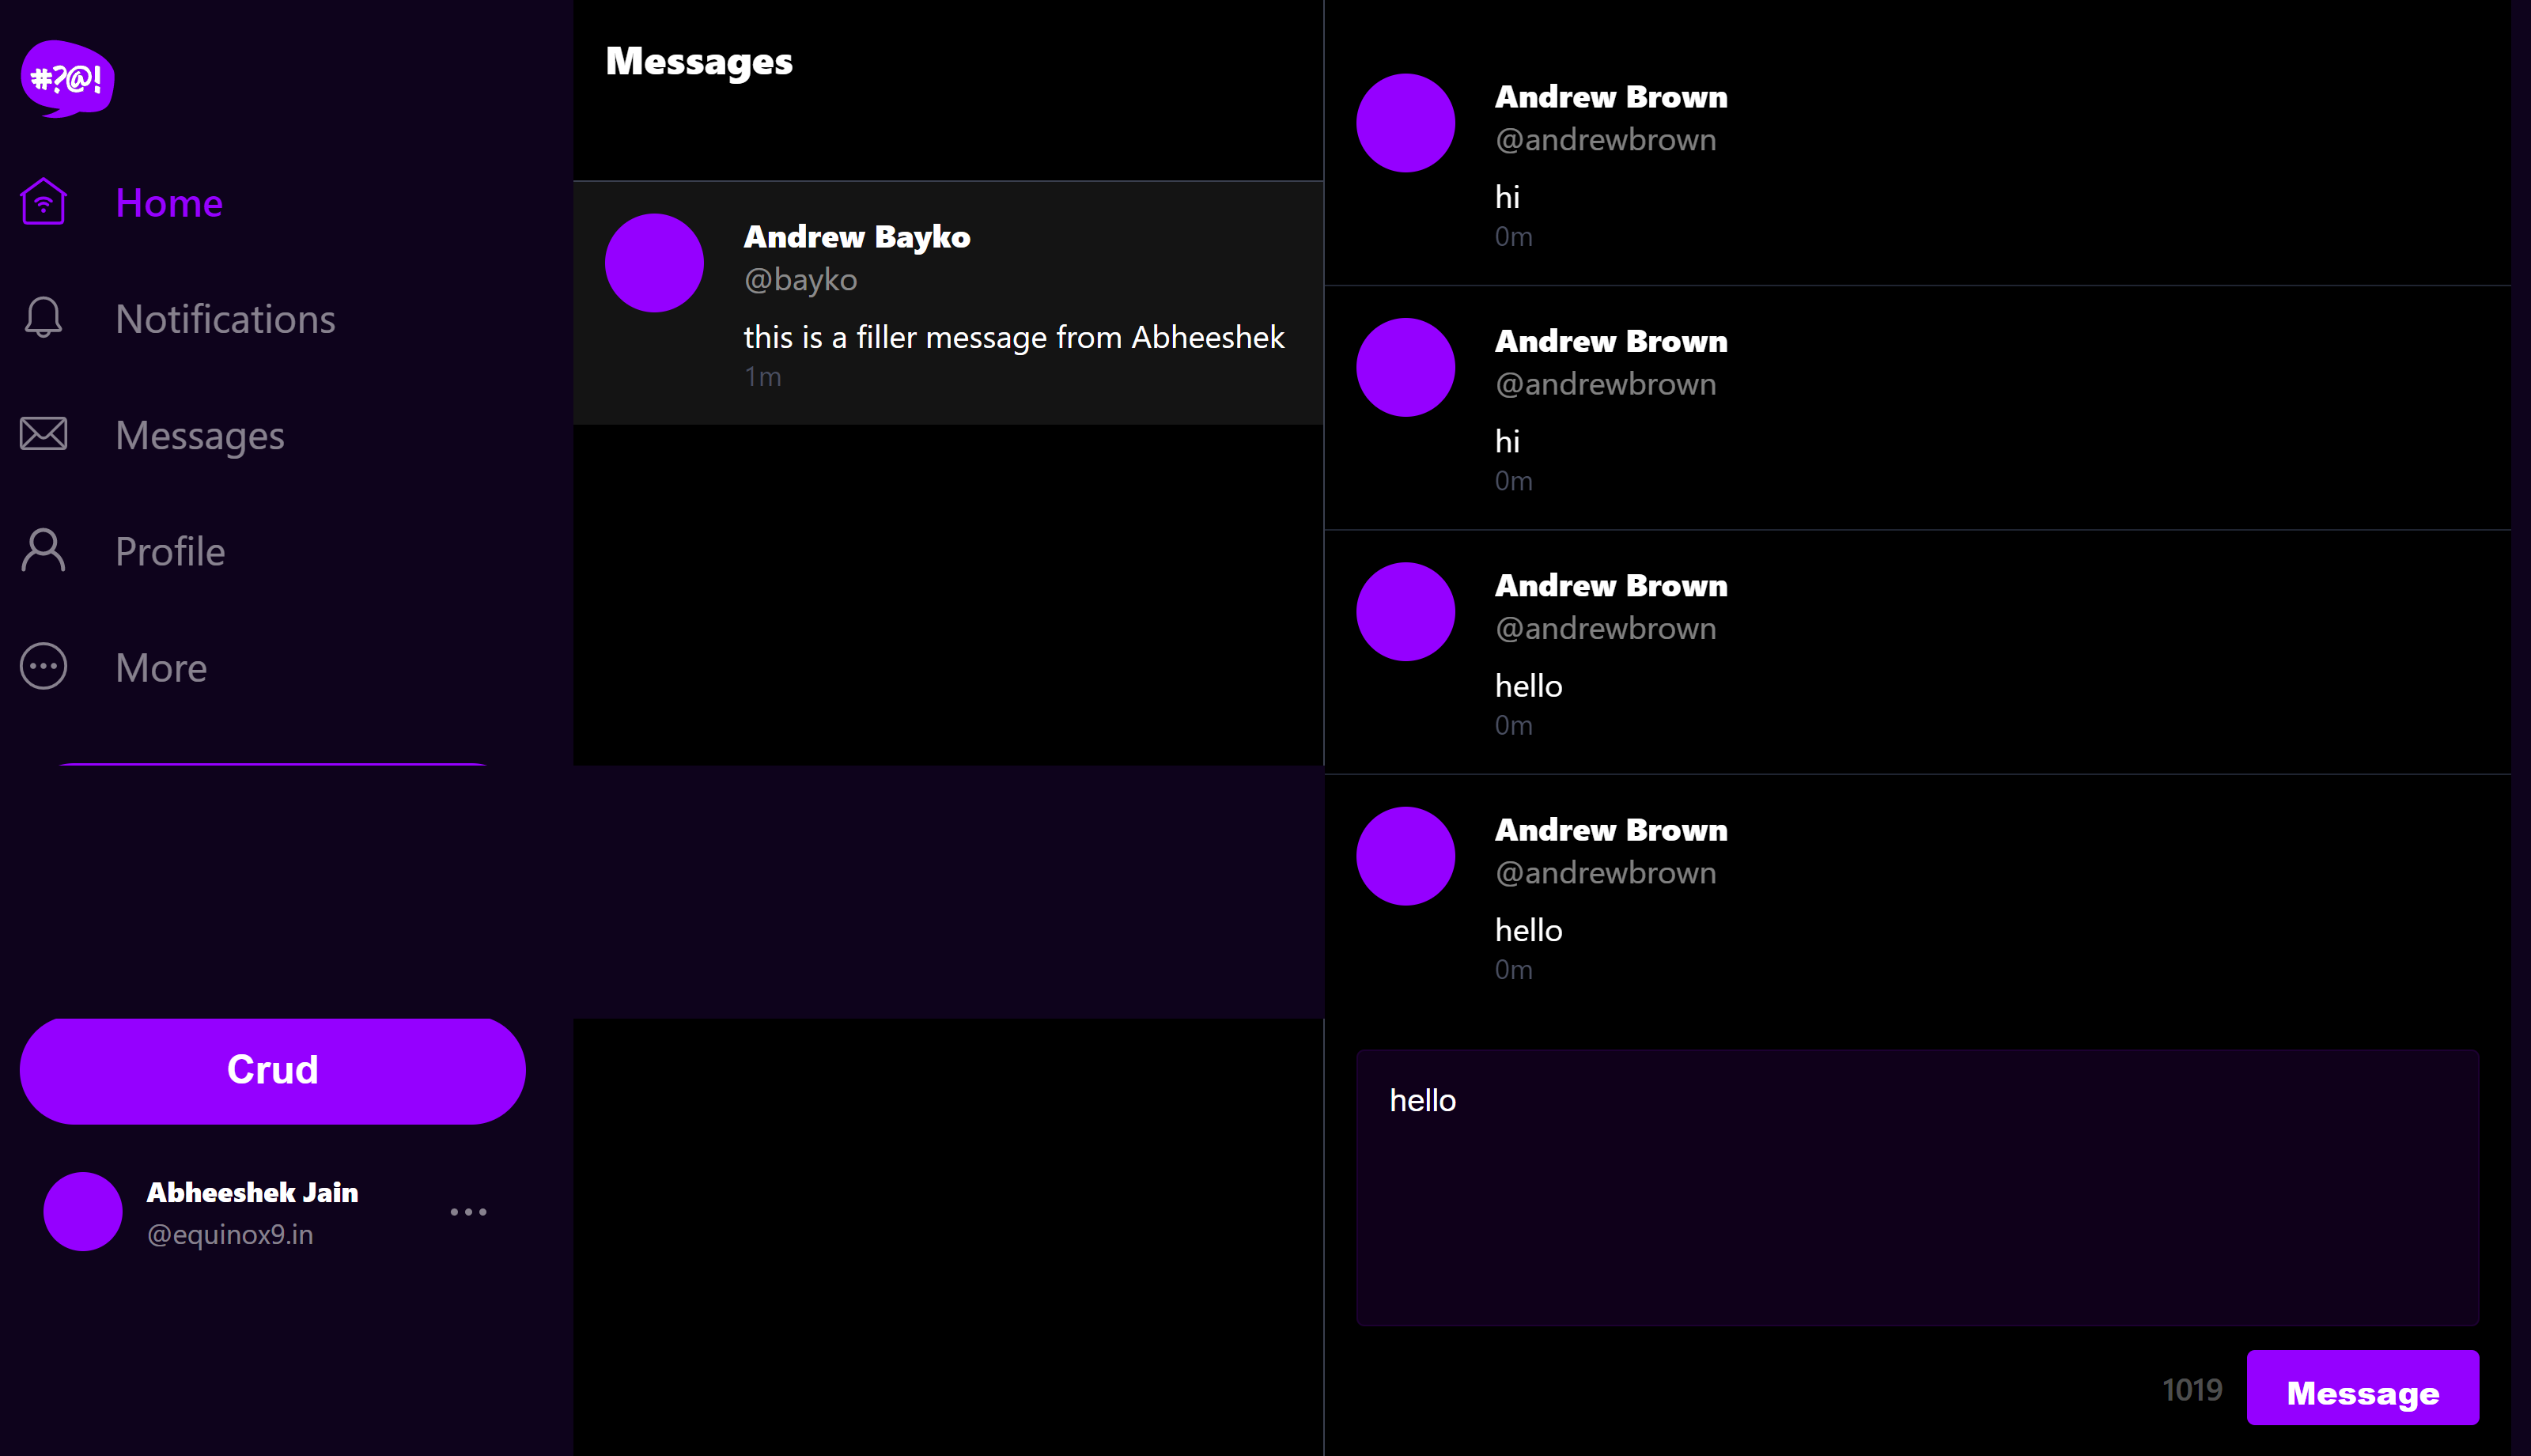 #?@!
Home
Notifications
Messages
Profile
More
Crud
Abheeshek Jain
@equinox9.in
Messages
Andrew Bayko
@bayko
this is a filler message from Abheeshek
1m
Andrew Brown
@andrewbrown
hi
0m
Andrew Brown
@andrewbrown
hi
0m
Andrew Brown
@andrewbrown
hello
0m
Andrew Brown
@andrewbrown
hello
0m
hello
1019
Message